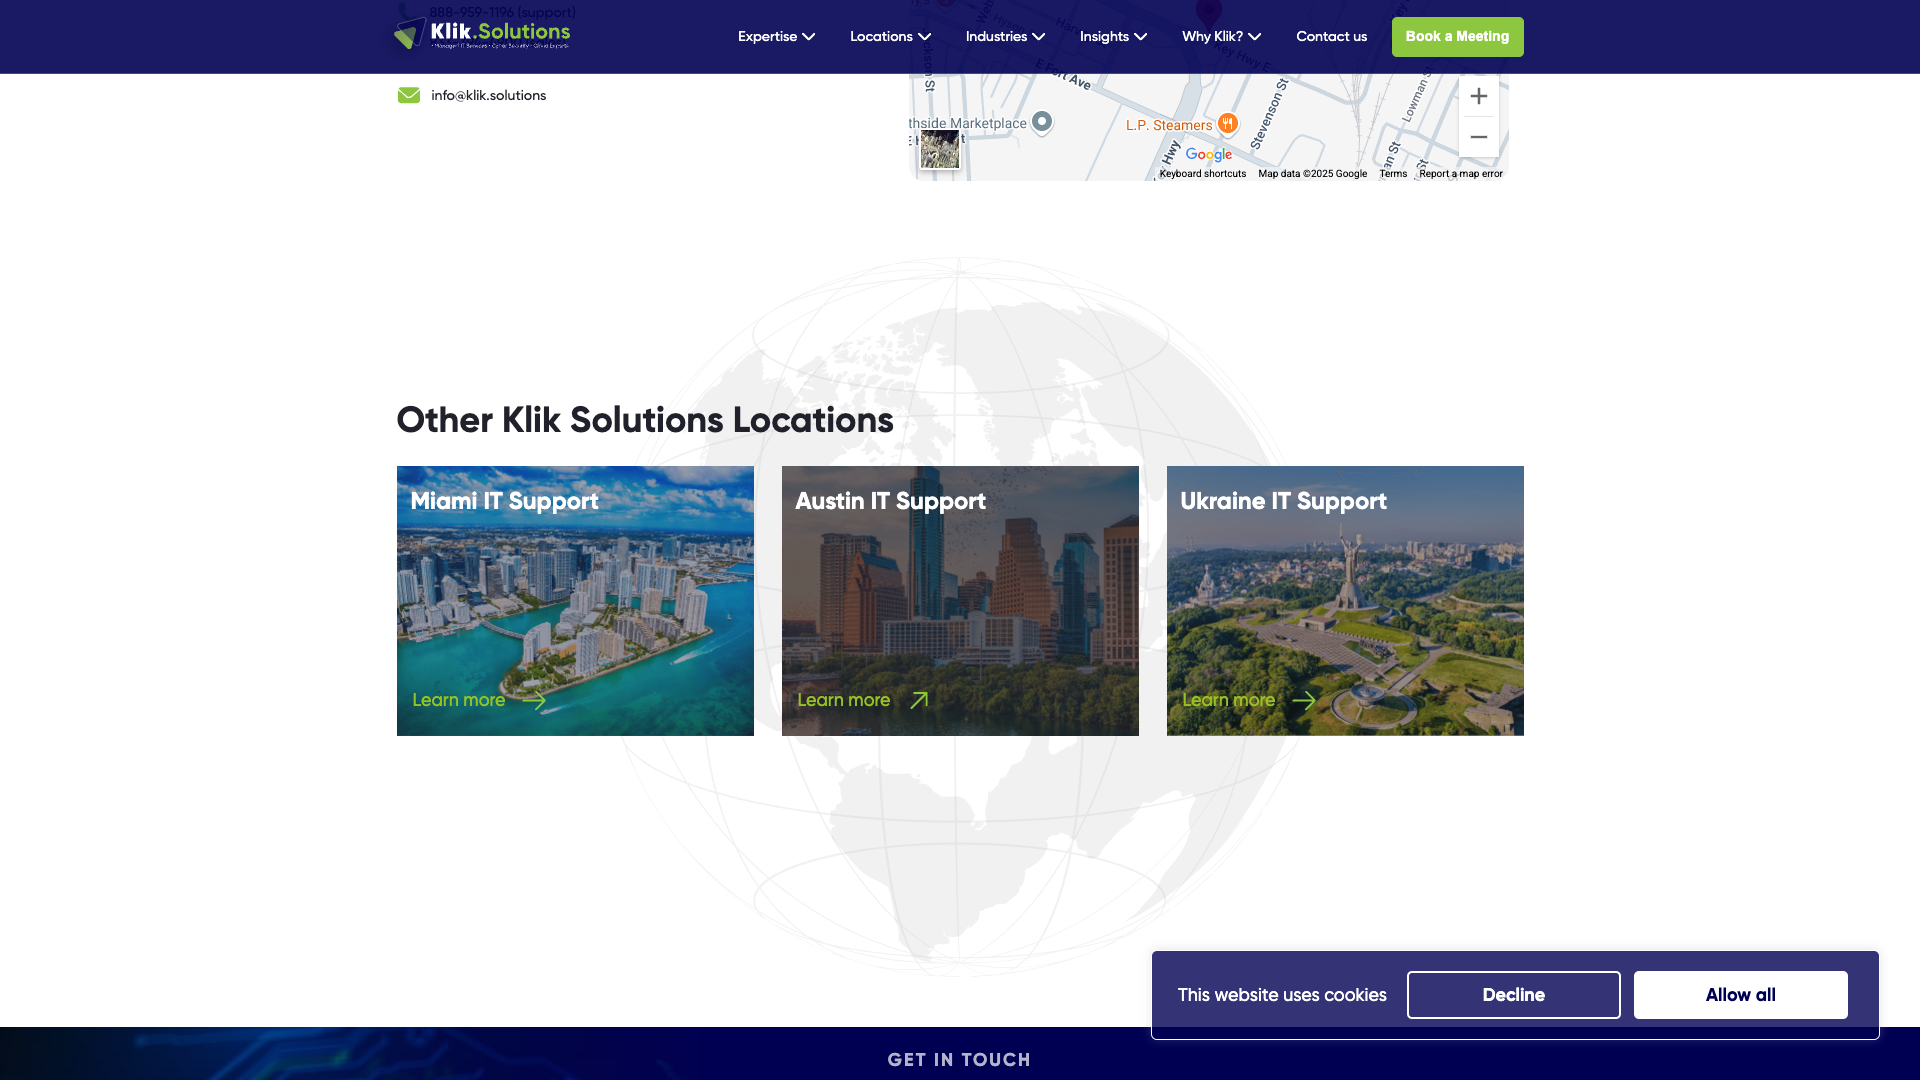 888-959-1196 (support)
Klik.Solutions
Expertise
Locations
Industries
Insights
Why Klik?
Contact us
Book a Meeting
info@klik.solutions
E Fort Ave
Key Hwy E
Stevenson St
Lowman St
thside Marketplace
L.P. Steamers
Google
Keyboard shortcuts
Map data ©2025 Google
Terms
Report a map error
Other Klik Solutions Locations
Miami IT Support
Austin IT Support
Ukraine IT Support
Learn more
Learn more
Learn more
This website uses cookies
Decline
Allow all
GET IN TOUCH